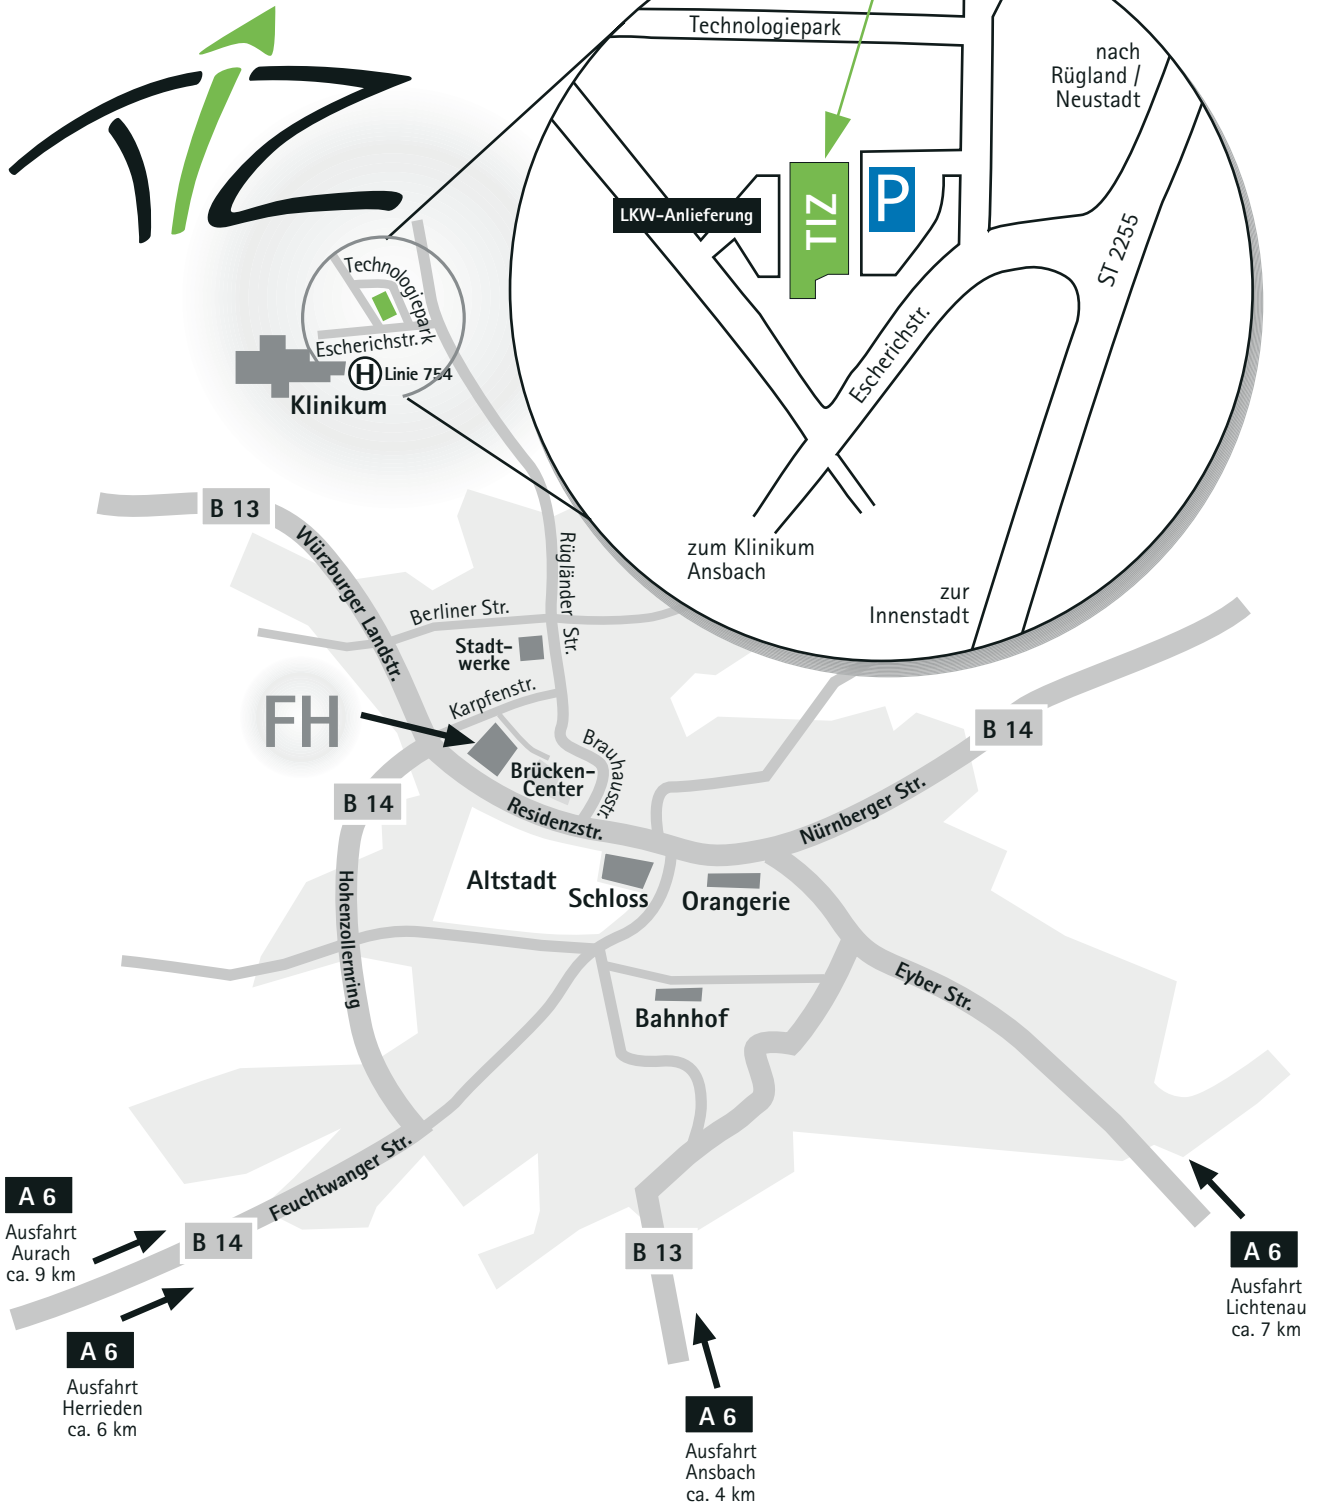 TIZ
Technologiepark
nach
Rügland /
Neustadt
LKW-Anlieferung
TIZ
P
ST 2255
Escherichstr.
zum Klinikum
Ansbach
zur
Innenstadt
Technologiepark
Escherichstr.
H Linie 754
Klinikum
B 13
Würzburger Landstr.
Rügländer Str.
Berliner Str.
Stadt-
werke
Karpfenstr.
FH
Brauhausstr.
Brücken-
Center
B 14
B 14
Residenzstr.
Nürnberger Str.
Altstadt
Schloss
Orangerie
Hohenzollernring
Eyber Str.
Bahnhof
Feuchtwanger Str.
A 6
Ausfahrt
Aurach
ca. 9 km
B 14
B 13
A 6
Ausfahrt
Lichtenau
ca. 7 km
A 6
Ausfahrt
Herrieden
ca. 6 km
A 6
Ausfahrt
Ansbach
ca. 4 km